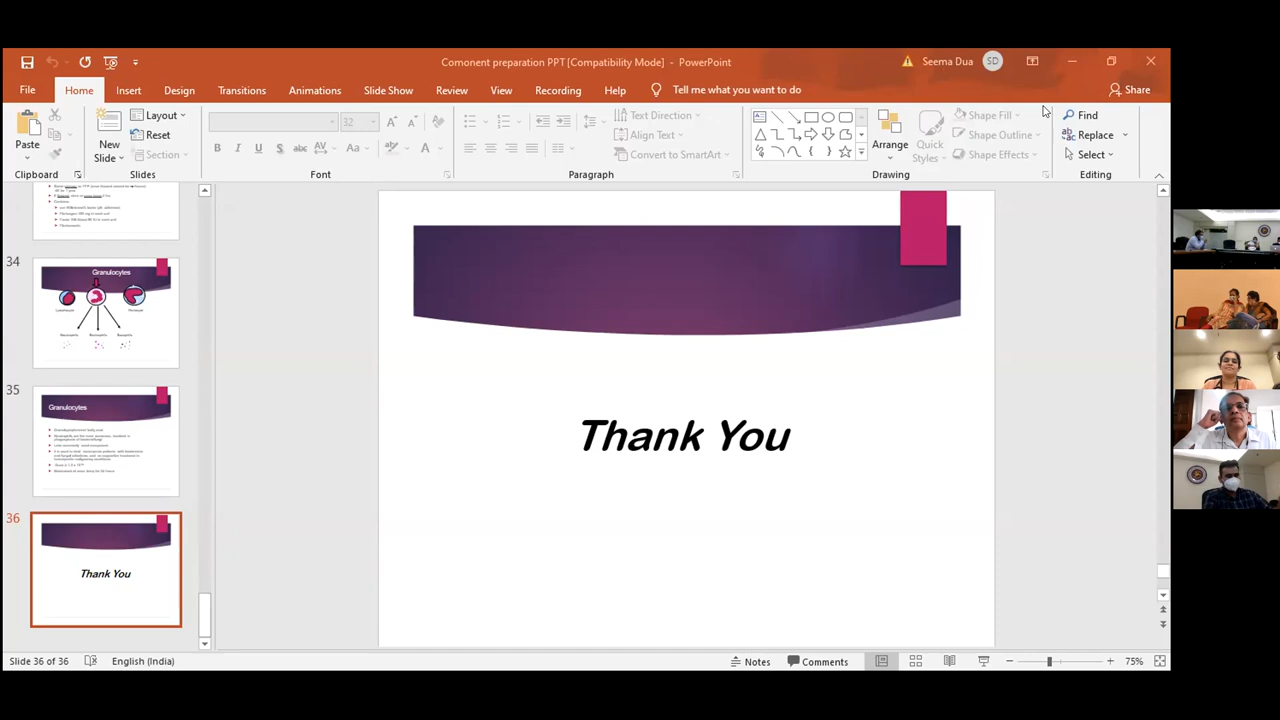 Comonent preparation PPT [Compatibility Mode] - PowerPoint
Seema Dua
SD
File Home Insert Design Transitions Animations Slide Show Review View Recording Help Tell me what you want to do Share
Paste
Clipboard
New Slide
Layout
Reset
Section
Slides
32
B I U S abc AV Aa A
Font
Text Direction
Align Text
Convert to SmartArt
Paragraph
Arrange
Quick Styles
Shape Fill
Shape Outline
Shape Effects
Drawing
Find
Replace
Select
Editing
34
Granulocytes
35
Granulocytes
36
Thank You
Thank You
Slide 36 of 36 English (India) Notes Comments 75%